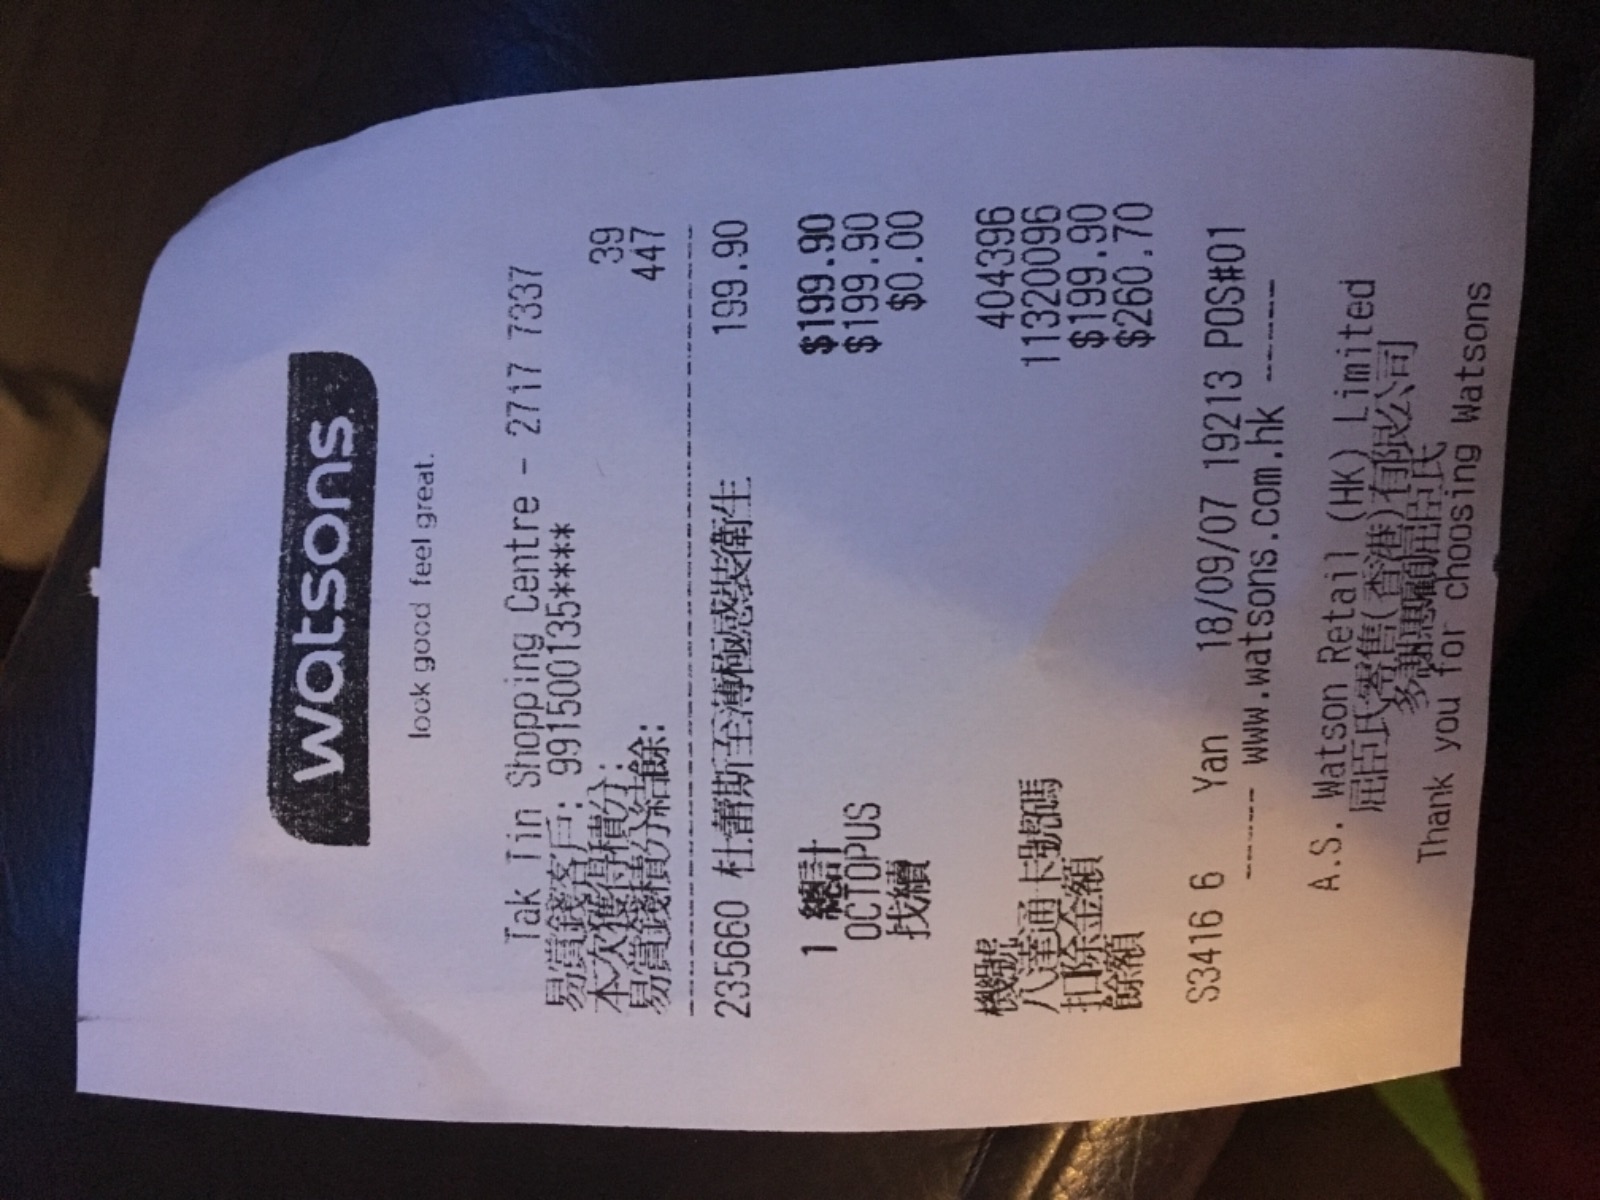 watsons
look good feel great.
Tak Tin Shopping Centre - 2717 7337
易賞錢客戶: 991500135****
本次獲得積分: 39
易賞錢積分結餘: 447
235660 杜蕾斯至薄極感裝衛生 199.90
1 總計 $199.90
OCTOPUS $199.90
找續 $0.00
機號 404396
八達通卡號碼 11320096
扣除金額 $199.90
餘額 $260.70
S3416 6 Yan 18/09/07 19213 POS#01
----- www.watsons.com.hk -----
A.S. Watson Retail (HK) Limited
屈臣氏零售(香港)有限公司
多謝惠顧屈臣氏
Thank you for choosing Watsons